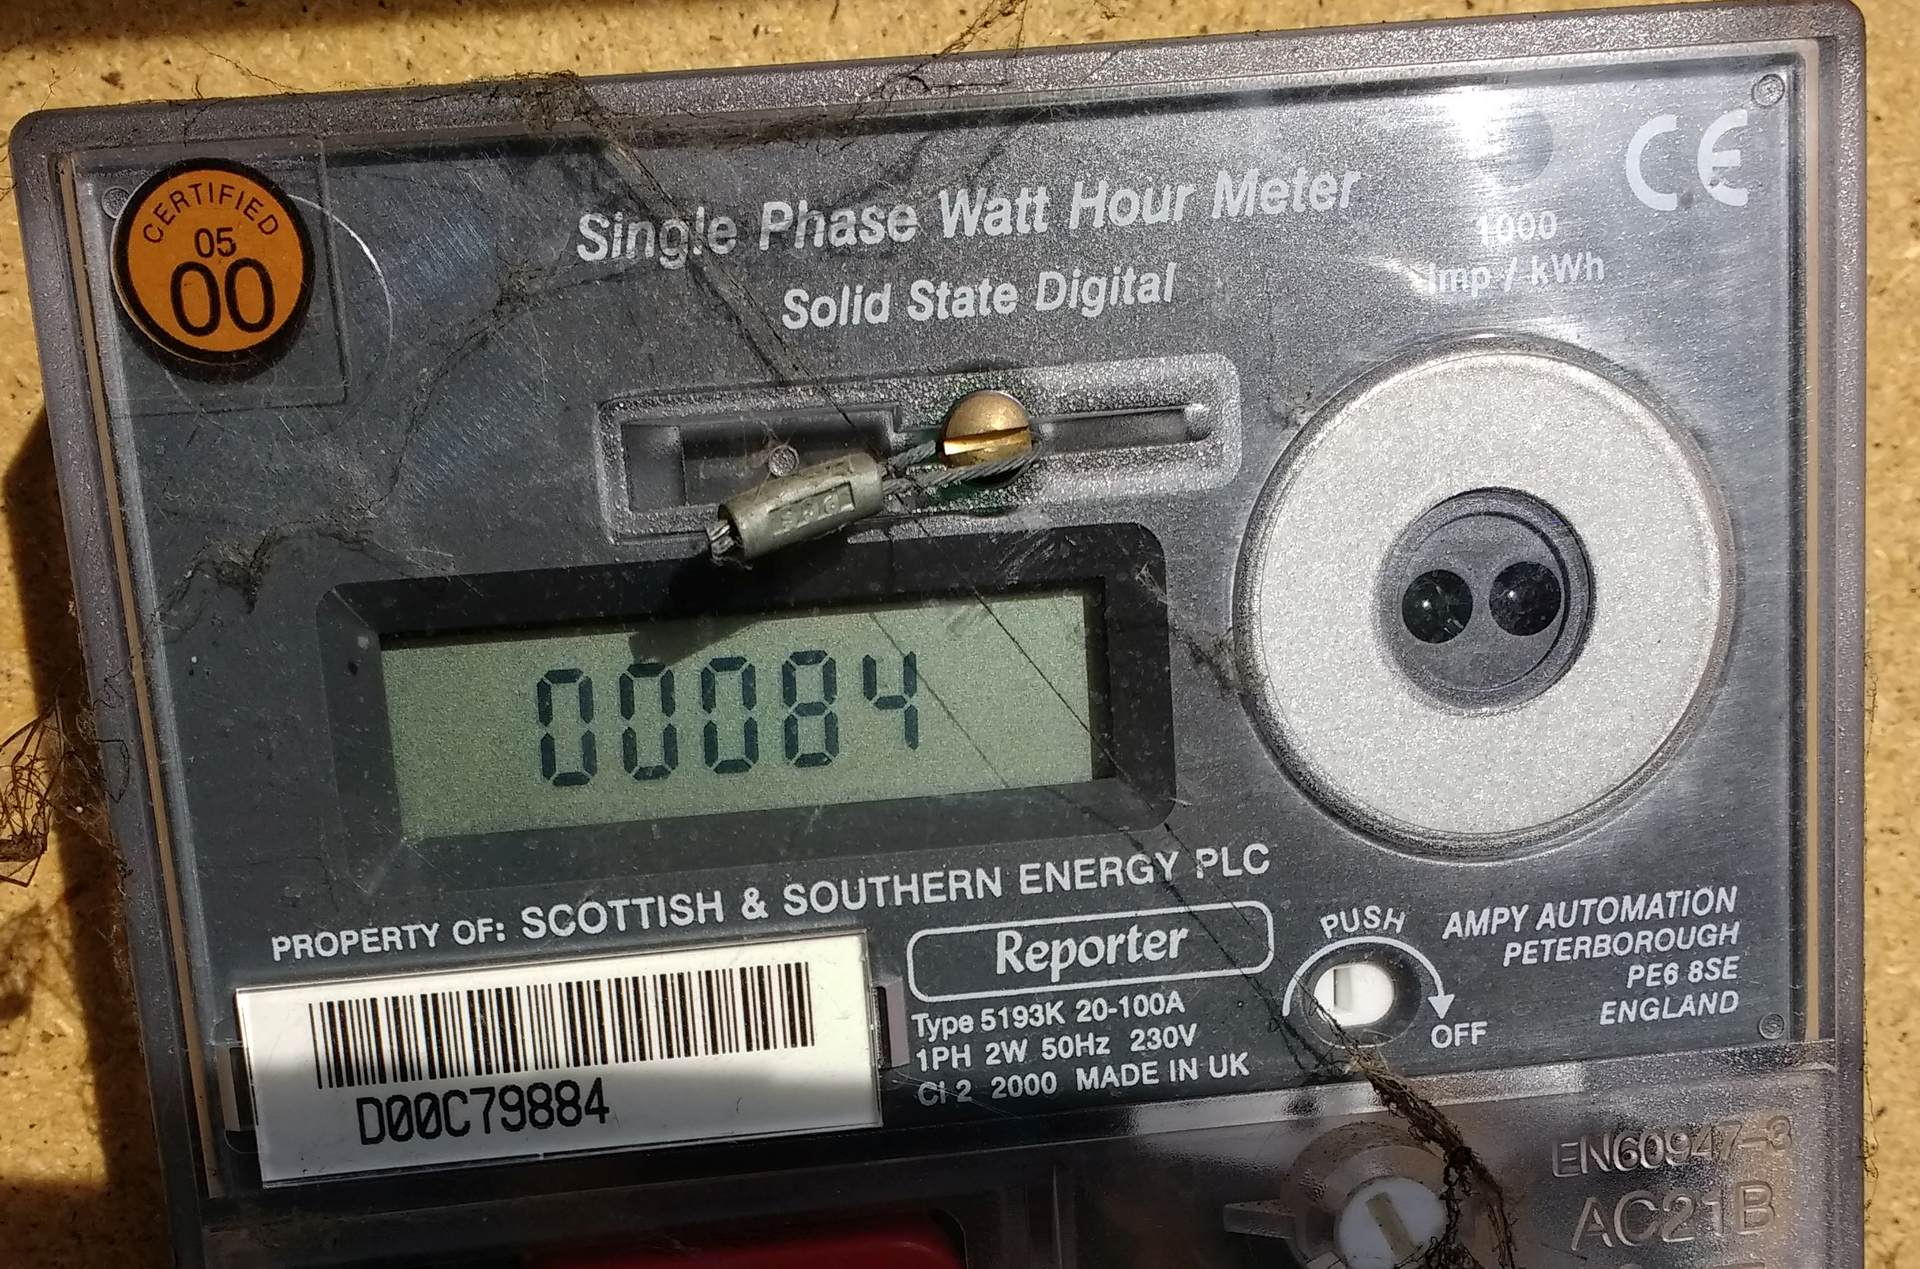 CERTIFIED
05
00
Single Phase Watt Hour Meter
Solid State Digital
CE
1000
imp / kWh
00084
PROPERTY OF: SCOTTISH & SOUTHERN ENERGY PLC
D00C79884
Reporter
Type 5193K 20-100A
1PH 2W 50Hz 230V
Cl 2 2000 MADE IN UK
PUSH
OFF
AMPY AUTOMATION
PETERBOROUGH
PE6 8SE
ENGLAND
EN60947-3
AC21B